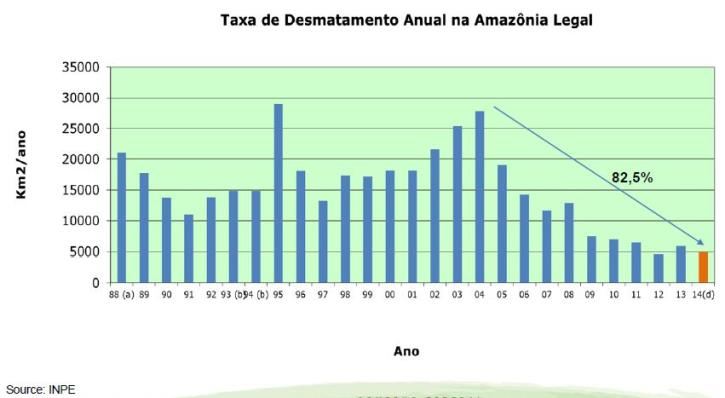 Taxa de Desmatamento Anual na Amazônia Legal
Km2/ano
35000
30000
25000
20000
15000
10000
5000
0
82,5%
88 (a) 89 90 91 92 93 (b) 94 (b) 95 96 97 98 99 00 01 02 03 04 05 06 07 08 09 10 11 12 13 14(d)
Ano
Source: INPE